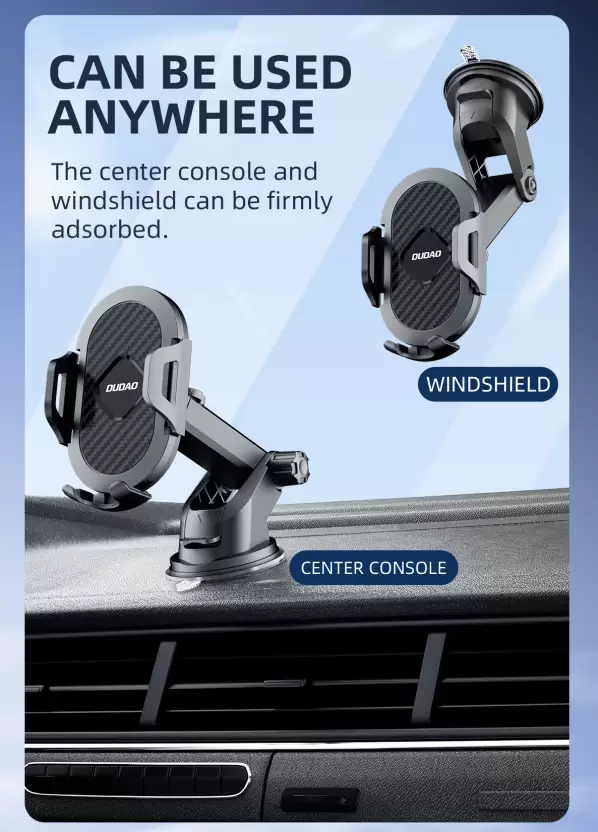 CAN BE USED
ANYWHERE
The center console and
windshield can be firmly
adsorbed.
DUDAO
WINDSHIELD
DUDAO
CENTER CONSOLE